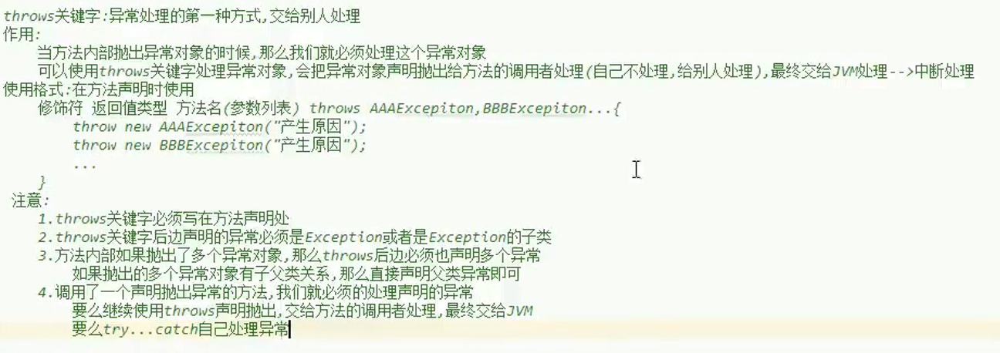 throws关键字:异常处理的第一种方式,交给别人处理
作用:
当方法内部抛出异常对象的时候,那么我们就必须处理这个异常对象
可以使用throws关键字处理异常对象,会把异常对象声明抛出给方法的调用者处理(自己不处理,给别人处理),最终交给JVM处理-->中断处理
使用格式:在方法声明时使用
修饰符 返回值类型 方法名(参数列表) throws AAAExcepiton,BBBExcepiton...{
throw new AAAExcepiton("产生原因");
throw new BBBExcepiton("产生原因");
...
}
注意:
1.throws关键字必须写在方法声明处
2.throws关键字后边声明的异常必须是Exception或者是Exception的子类
3.方法内部如果抛出了多个异常对象,那么throws后边必须也声明多个异常
如果抛出的多个异常对象有子父类关系,那么直接声明父类异常即可
4.调用了一个声明抛出异常的方法,我们就必须的处理声明的异常
要么继续使用throws声明抛出,交给方法的调用者处理,最终交给JVM
要么try...catch自己处理异常